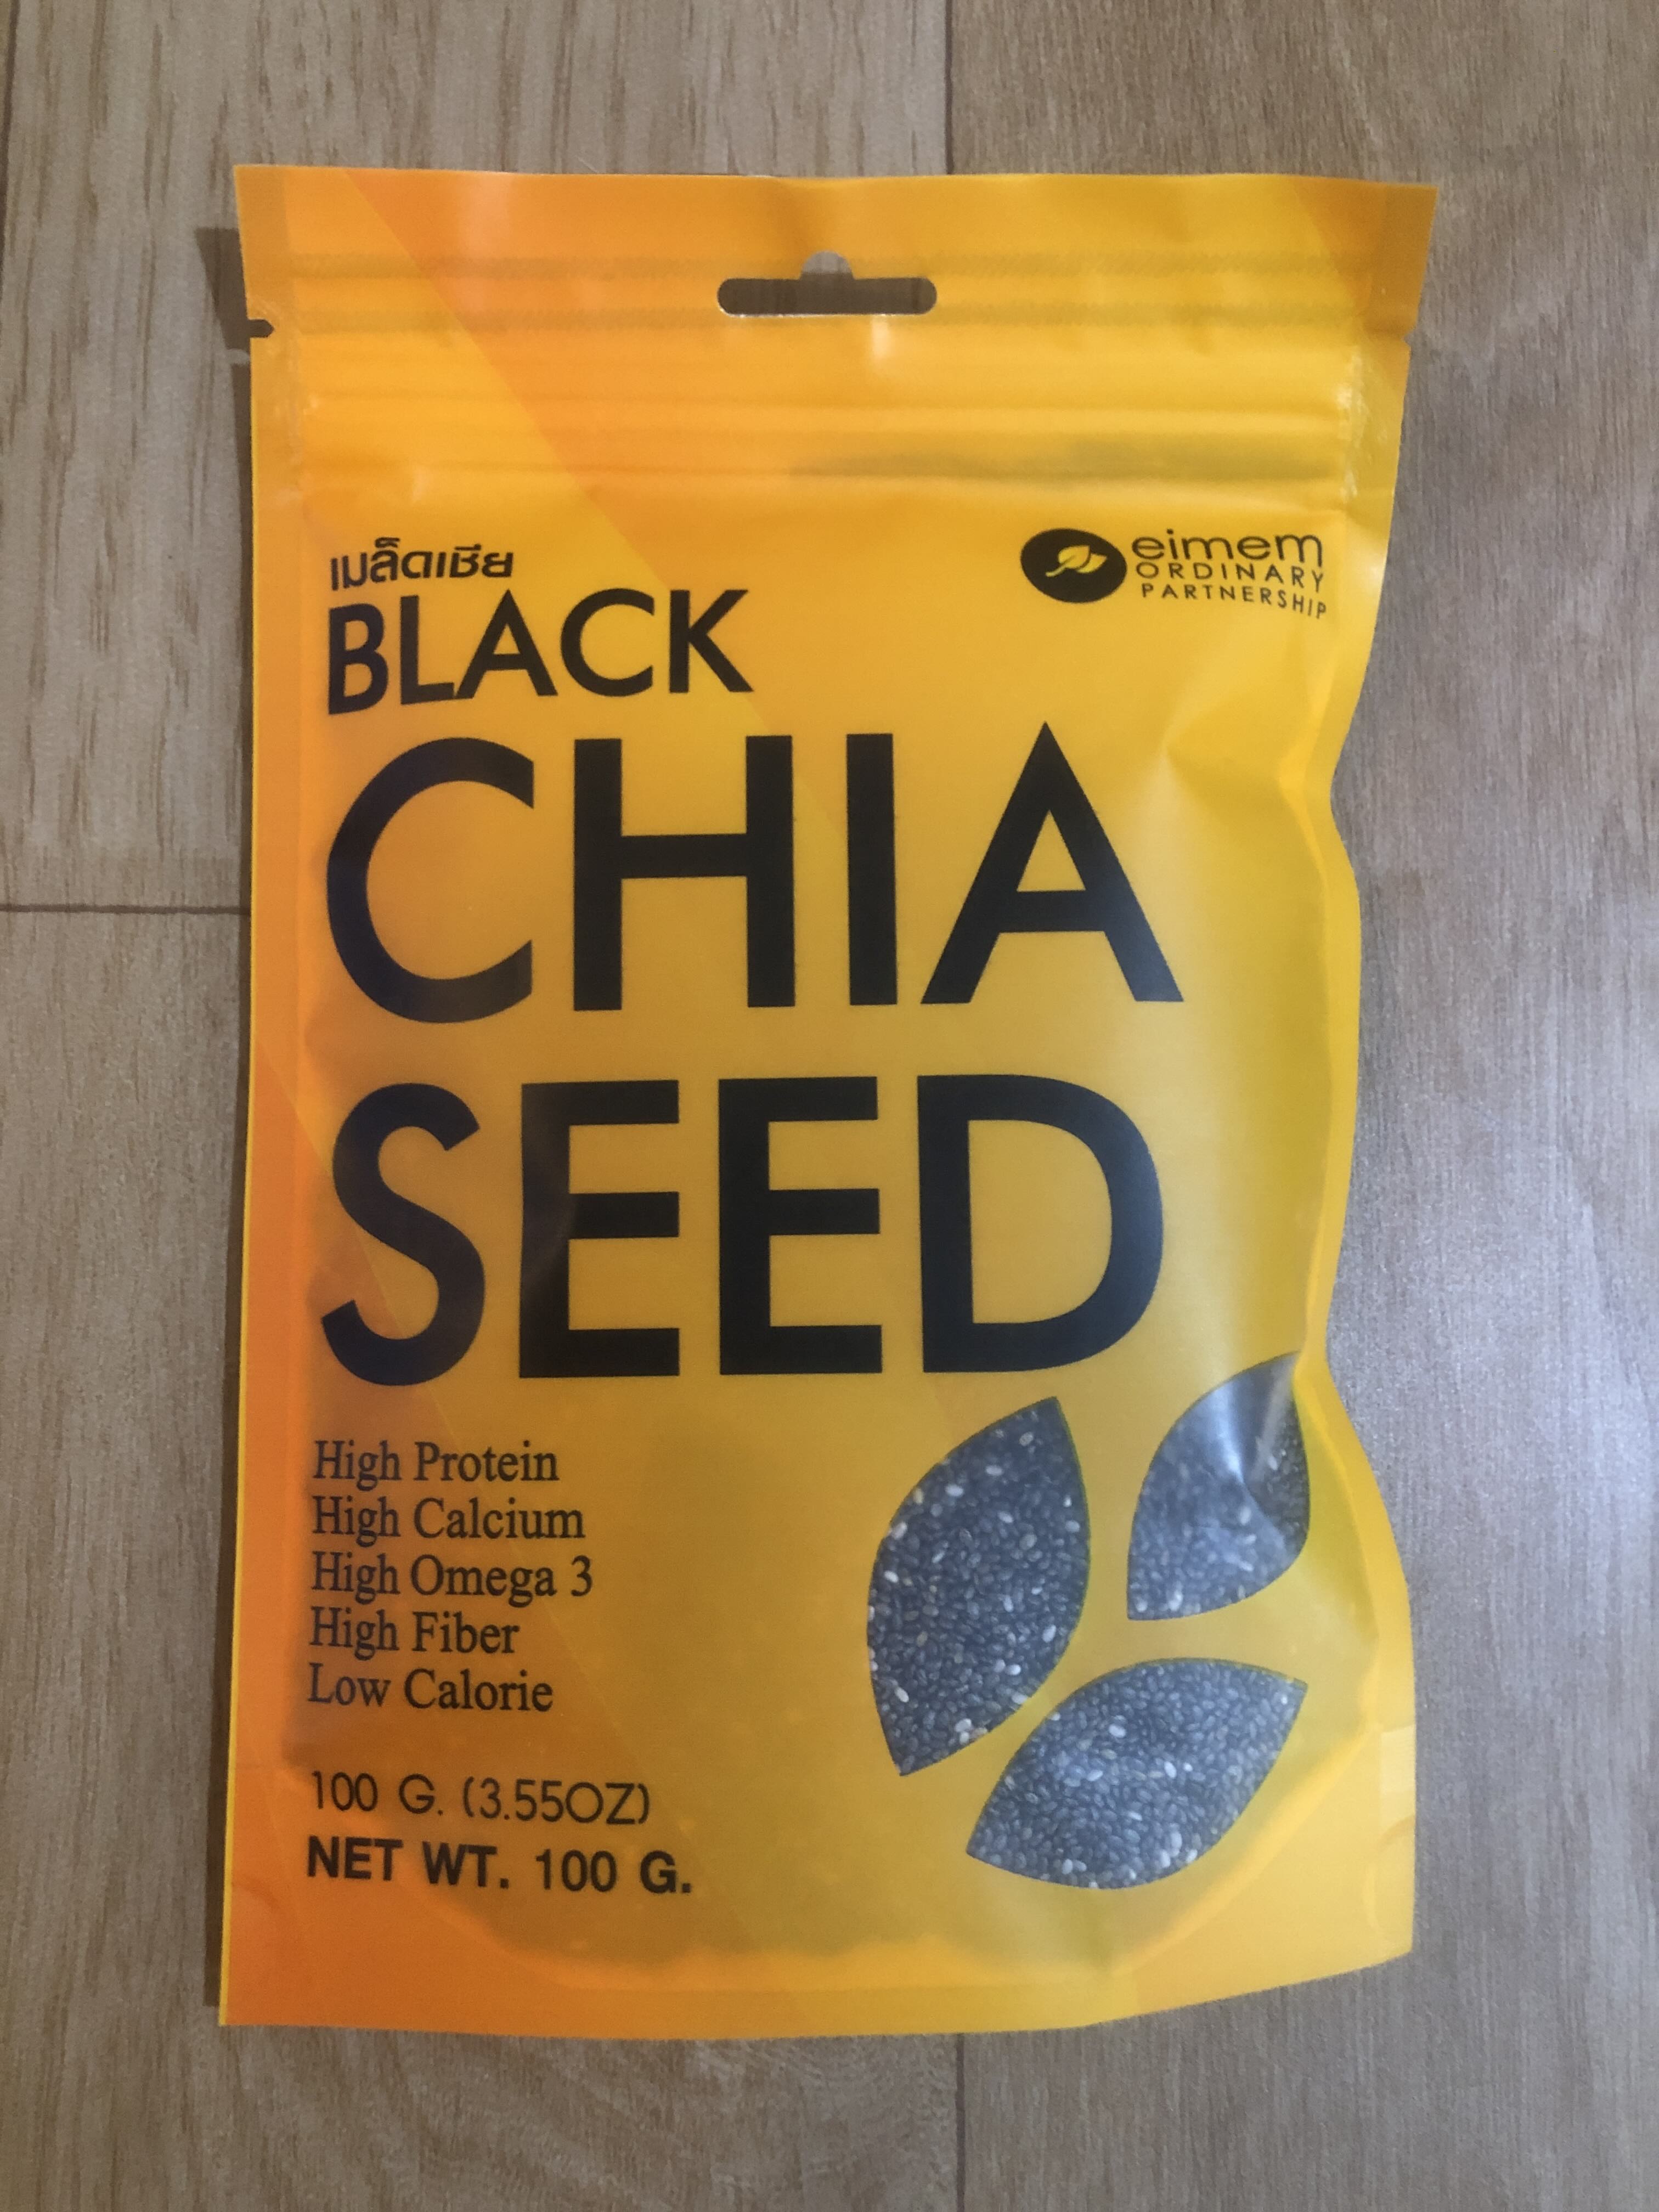 เมล็ดเชีย
BLACK
CHIA
SEED
eimem
ORDINARY
PARTNERSHIP
High Protein
High Calcium
High Omega 3
High Fiber
Low Calorie
100 G. (3.55OZ)
NET WT. 100 G.